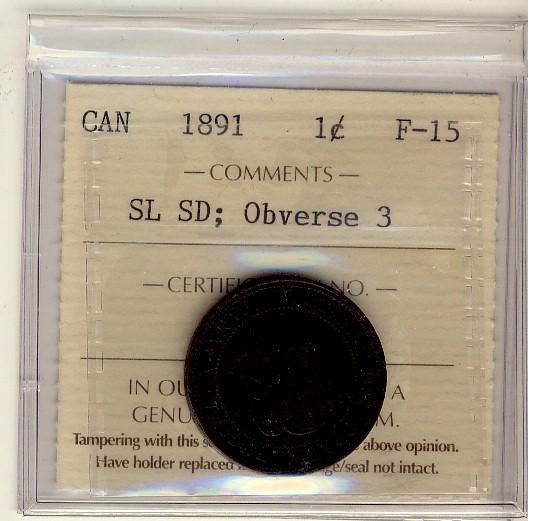 CAN 1891 1¢ F-15
— COMMENTS —
SL SD; Obverse 3
— CERTIFIC NO. —
IN OU A
GENU M.
Tampering with this s above opinion.
Have holder replaced ge/seal not intact.